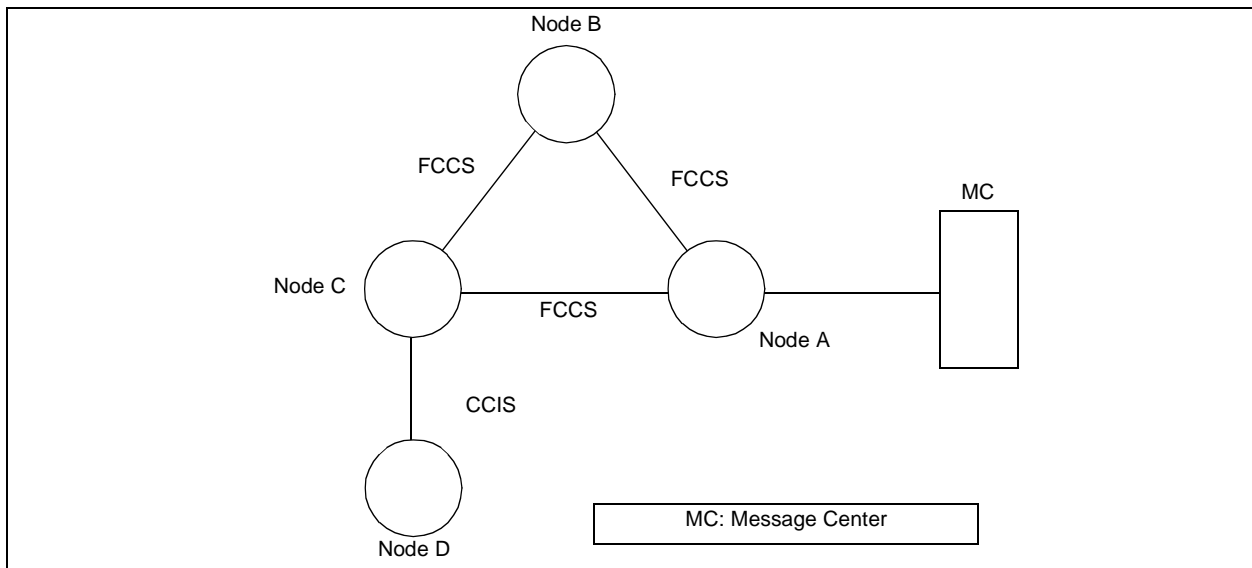 Node B
FCCS
FCCS
MC
Node C
FCCS
Node A
CCIS
MC: Message Center
Node D